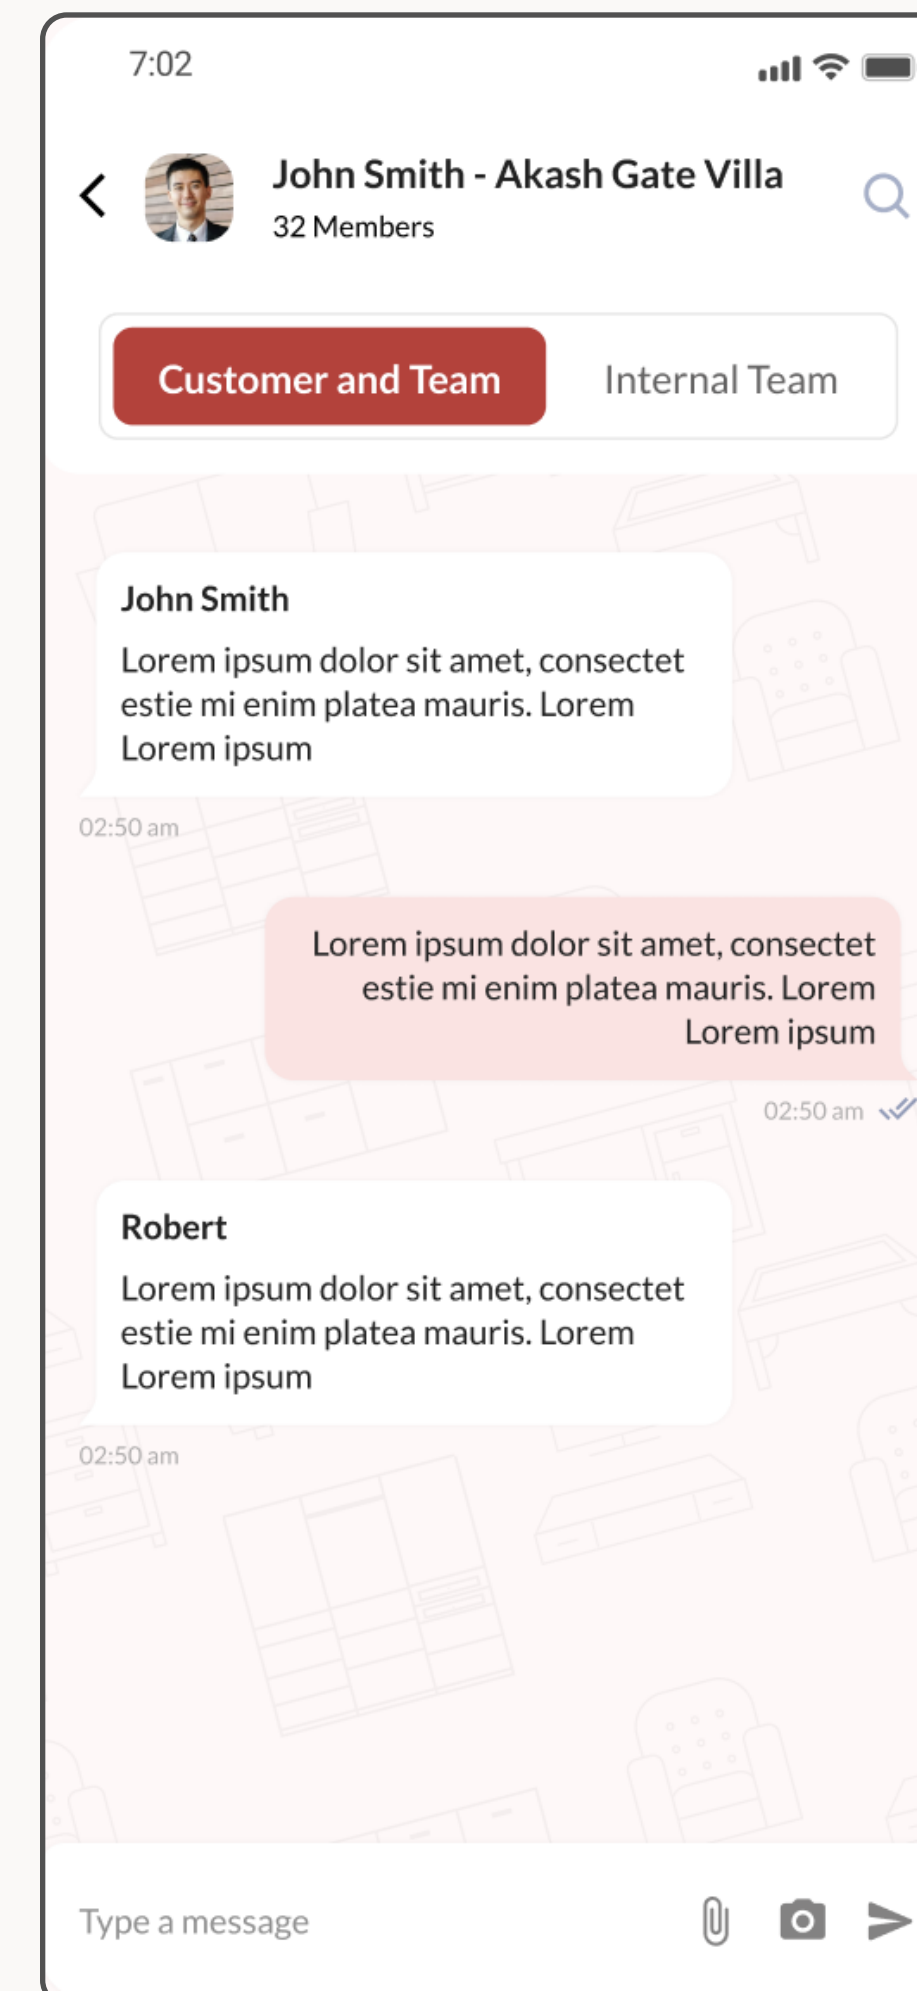 7:02
John Smith - Akash Gate Villa
32 Members
Customer and Team
Internal Team
John Smith
Lorem ipsum dolor sit amet, consectet
estie mi enim platea mauris. Lorem
Lorem ipsum
02:50 am
Lorem ipsum dolor sit amet, consectet
estie mi enim platea mauris. Lorem
Lorem ipsum
02:50 am
Robert
Lorem ipsum dolor sit amet, consectet
estie mi enim platea mauris. Lorem
Lorem ipsum
02:50 am
Type a message